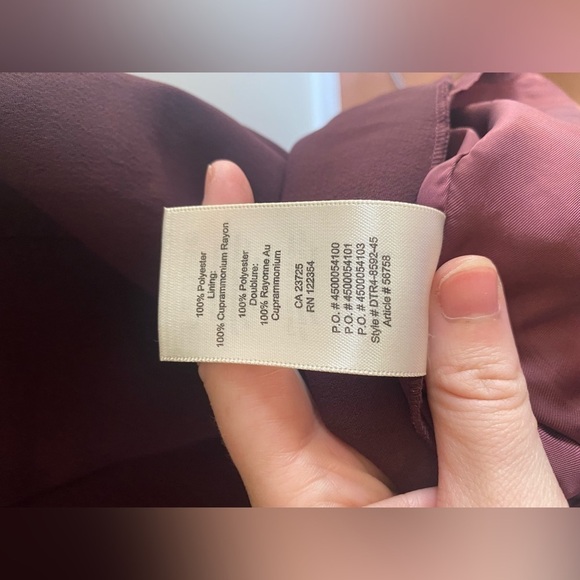 100% Polyester
Lining:
100% Cuprammonium Rayon
100% Polyester
Doublure:
100% Rayonne Au
Cuprammonium
CA 23725
RN 122354
P.O. # 4500054100
P.O. # 4500054101
P.O. # 4500054103
Style # DTR4-8592-45
Article # 56758